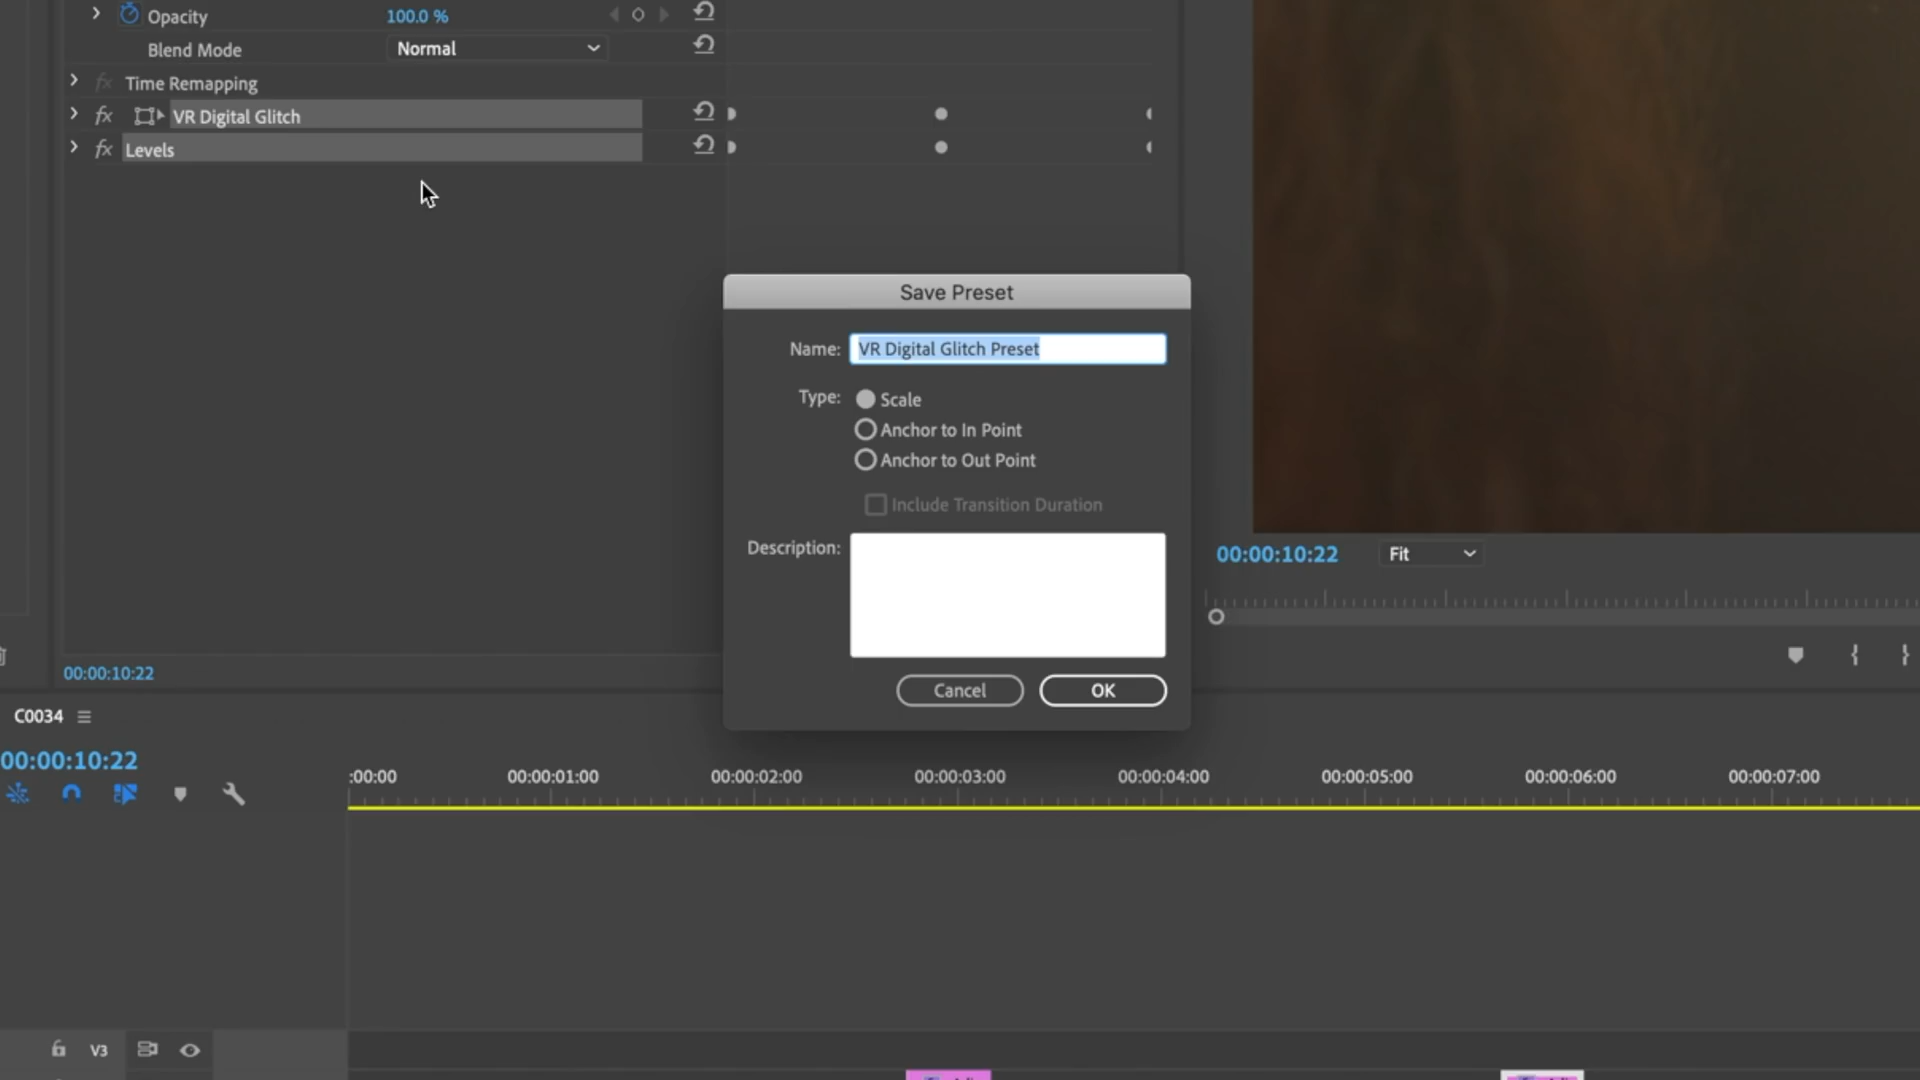 Opacity 100.0 %
Blend Mode Normal
fx Time Remapping
fx VR Digital Glitch
fx Levels
Save Preset
Name: VR Digital Glitch Preset
Type: Scale
Anchor to In Point
Anchor to Out Point
Include Transition Duration
Description:
Cancel OK
00:00:10:22 Fit
00:00:10:22
C0034
00:00:10:22
:00:00 00:00:01:00 00:00:02:00 00:00:03:00 00:00:04:00 00:00:05:00 00:00:06:00 00:00:07:00
V3